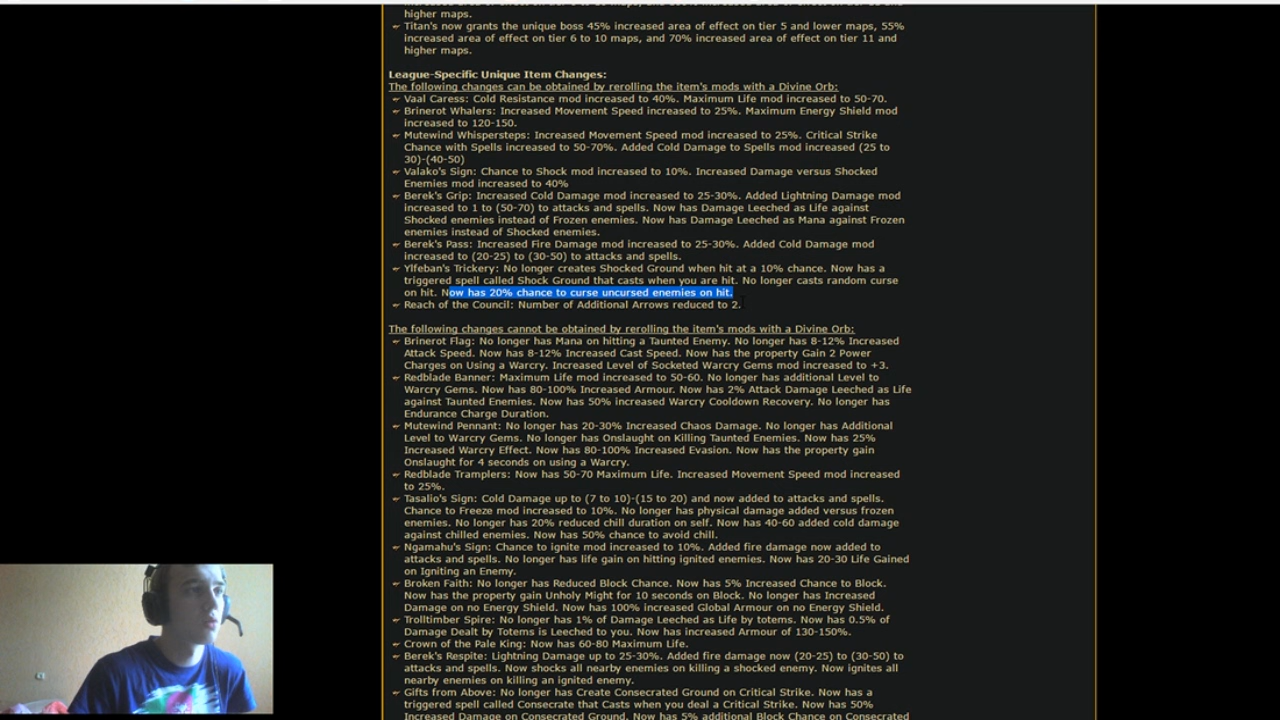 higher maps.
Titan's now grants the unique boss 45% increased area of effect on tier 5 and lower maps, 55%
increased area of effect on tier 6 to 10 maps, and 70% increased area of effect on tier 11 and
higher maps.
League-Specific Unique Item Changes:
The following changes can be obtained by rerolling the item's mods with a Divine Orb:
Vaal Caress: Cold Resistance mod increased to 40%. Maximum Life mod increased to 50-70.
Brinerot Whalers: Increased Movement Speed increased to 25%. Maximum Energy Shield mod
increased to 120-150.
Mutewind Whispersteps: Increased Movement Speed mod increased to 25%. Critical Strike
Chance with Spells increased to 50-70%. Added Cold Damage to Spells mod increased (25 to
30)-(40-50)
Valako's Sign: Chance to Shock mod increased to 10%. Increased Damage versus Shocked
Enemies mod increased to 40%
Berek's Grip: Increased Cold Damage mod increased to 25-30%. Added Lightning Damage mod
increased to 1 to (50-70) to attacks and spells. Now has Damage Leeched as Life against
Shocked enemies instead of Frozen enemies. Now has Damage Leeched as Mana against Frozen
enemies instead of Shocked enemies.
Berek's Pass: Increased Fire Damage mod increased to 25-30%. Added Cold Damage mod
increased to (20-25) to (30-50) to attacks and spells.
Ylfeban's Trickery: No longer creates Shocked Ground when hit at a 10% chance. Now has a
triggered spell called Shock Ground that casts when you are hit. No longer casts random curse
on hit. Now has 20% chance to curse uncursed enemies on hit.
Reach of the Council: Number of Additional Arrows reduced to 2.
The following changes cannot be obtained by rerolling the item's mods with a Divine Orb:
Brinerot Flag: No longer has Mana on hitting a Taunted Enemy. No longer has 8-12% Increased
Attack Speed. Now has 8-12% Increased Cast Speed. Now has the property Gain 2 Power
Charges on Using a Warcry. Increased Level of Socketed Warcry Gems mod increased to +3.
Redblade Banner: Maximum Life mod increased to 50-60. No longer has additional Level to
Warcry Gems. Now has 80-100% Increased Armour. Now has 2% Attack Damage Leeched as Life
against Taunted Enemies. Now has 50% increased Warcry Cooldown Recovery. No longer has
Endurance Charge Duration.
Mutewind Pennant: No longer has 20-30% Increased Chaos Damage. No longer has Additional
Level to Warcry Gems. No longer has Onslaught on Killing Taunted Enemies. Now has 25%
Increased Warcry Effect. Now has 80-100% Increased Evasion. Now has the property gain
Onslaught for 4 seconds on using a Warcry.
Redblade Tramplers: Now has 50-70 Maximum Life. Increased Movement Speed mod increased
to 25%.
Tasalio's Sign: Cold Damage up to (7 to 10)-(15 to 20) and now added to attacks and spells.
Chance to Freeze mod increased to 10%. No longer has physical damage added versus frozen
enemies. No longer has 20% reduced chill duration on self. Now has 40-60 added cold damage
against chilled enemies. Now has 50% chance to avoid chill.
Ngamahu's Sign: Chance to ignite mod increased to 10%. Added fire damage now added to
attacks and spells. No longer has life gain on hitting ignited enemies. Now has 20-30 Life Gained
on Igniting an Enemy.
Broken Faith: No longer has Reduced Block Chance. Now has 5% Increased Chance to Block.
Now has the property gain Unholy Might for 10 seconds on Block. No longer has Increased
Damage on no Energy Shield. Now has 100% increased Global Armour on no Energy Shield.
Trolltimber Spire: No longer has 1% of Damage Leeched as Life by totems. Now has 0.5% of
Damage Dealt by Totems is Leeched to you. Now has increased Armour of 130-150%.
Crown of the Pale King: Now has 60-80 Maximum Life.
Berek's Respite: Lightning Damage up to 25-30%. Added fire damage now (20-25) to (30-50) to
attacks and spells. Now shocks all nearby enemies on killing a shocked enemy. Now ignites all
nearby enemies on killing an ignited enemy.
Gifts from Above: No longer has Create Consecrated Ground on Critical Strike. Now has a
triggered spell called Consecrate that Casts when you deal a Critical Strike. Now has 50%
Increased Damage on Consecrated Ground. Now has 5% additional Block Chance on Consecrated